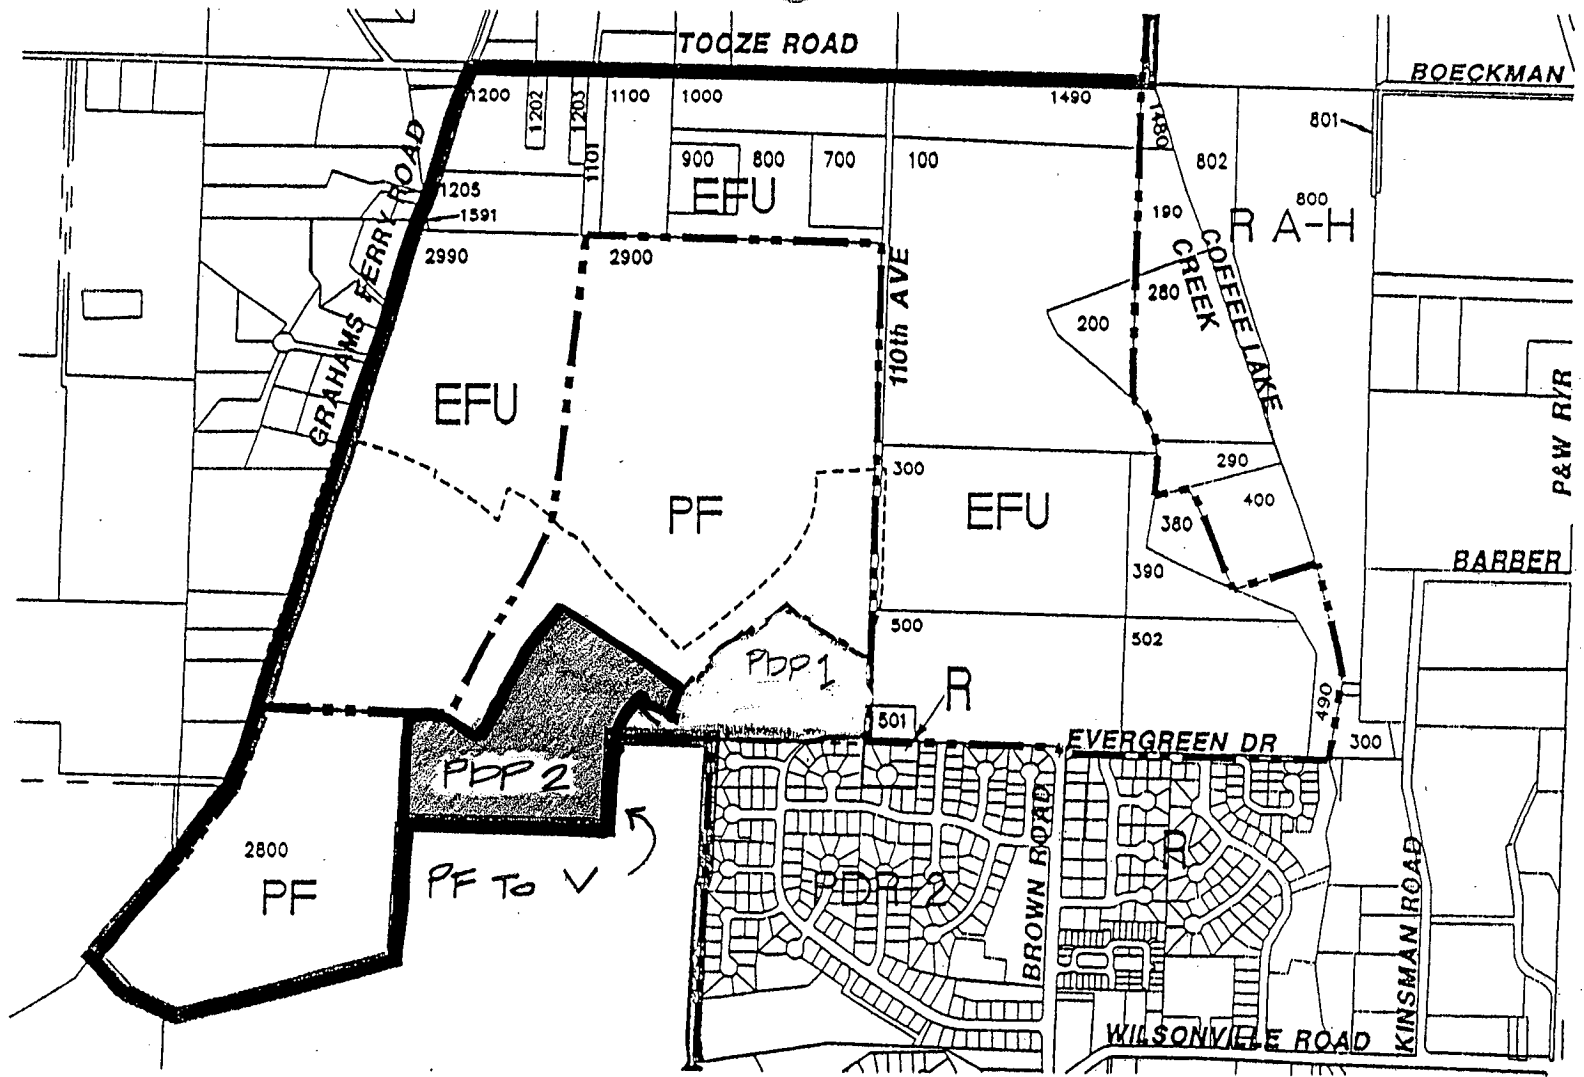 TOOZE ROAD
BOECKMAN
1200
1202
1203
1100
1000
1490
1480
801
1101
900
800
700
100
802
EFU
1205
1591
190
800
R A-H
GRAHAMS FERRY ROAD
2990
2900
110th AVE
COFFEE LAKE
CREEK
280
200
EFU
P&W R/R
300
290
PF
EFU
400
380
390
BARBER
500
502
PDP 1
R
490
501
300
EVERGREEN DR
PDP 2
2800
PF
PF To V
PDR 2
R
BROWN ROAD
KINSMAN ROAD
WILSONVILLE ROAD